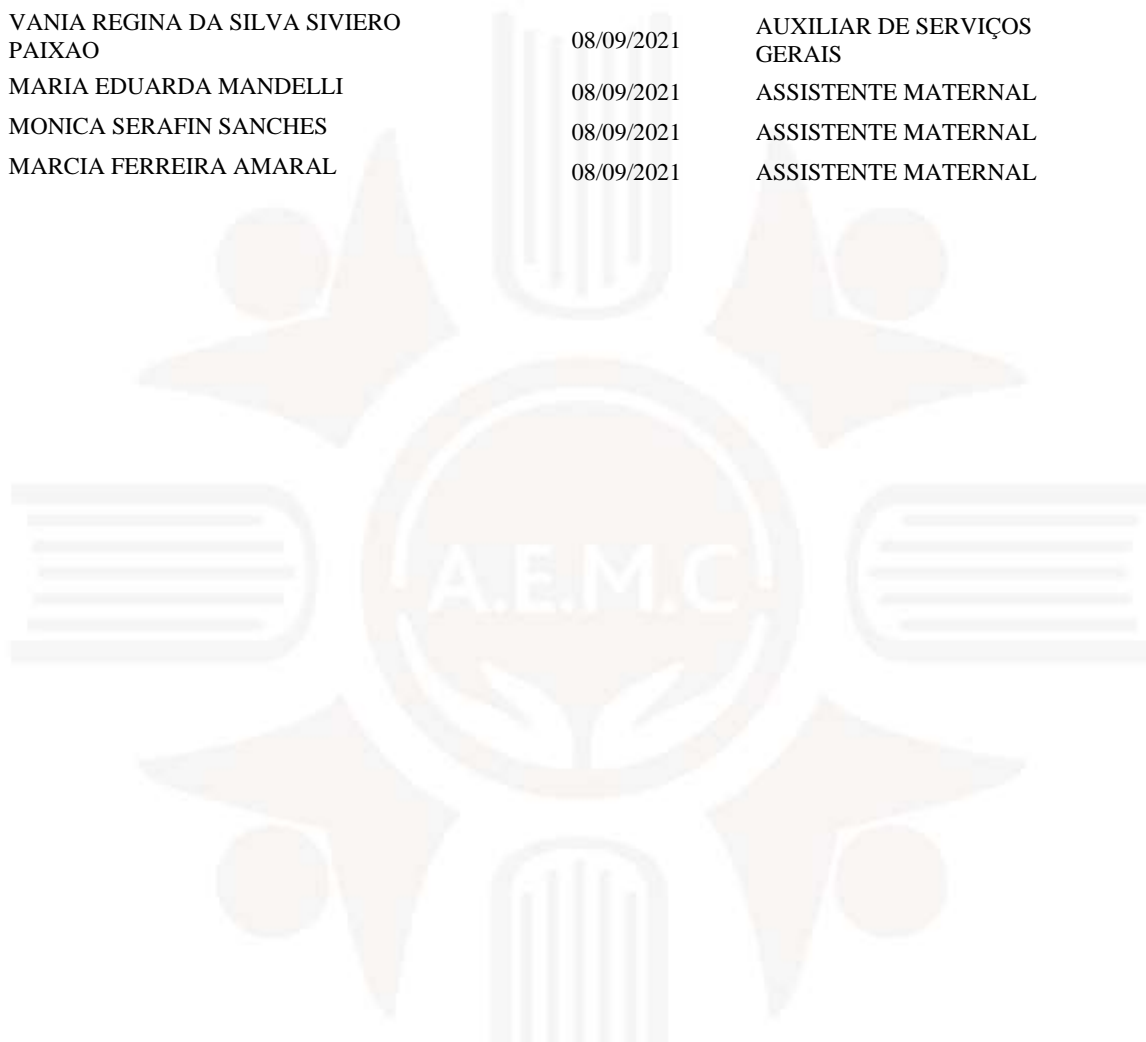 VANIA REGINA DA SILVA SIVIERO
PAIXAO
08/09/2021
AUXILIAR DE SERVIÇOS
GERAIS
MARIA EDUARDA MANDELLI
08/09/2021
ASSISTENTE MATERNAL
MONICA SERAFIN SANCHES
08/09/2021
ASSISTENTE MATERNAL
MARCIA FERREIRA AMARAL
08/09/2021
ASSISTENTE MATERNAL
A.E.M.C